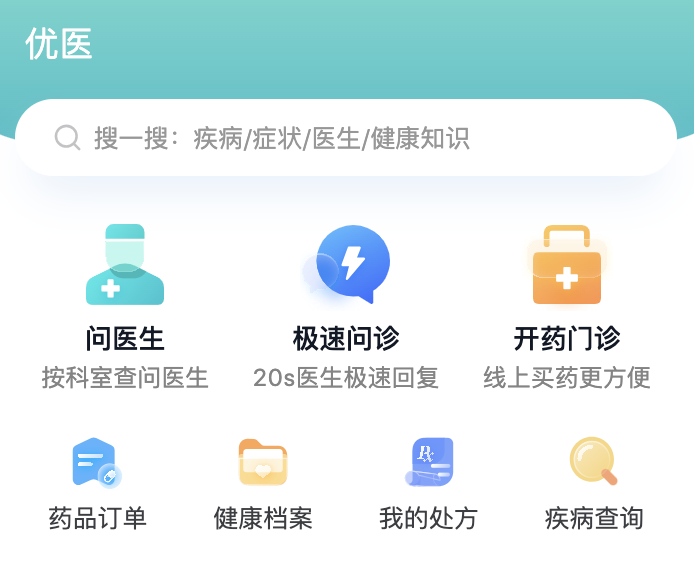 优医
搜一搜：疾病/症状/医生/健康知识
问医生 极速问诊 开药门诊
按科室查问医生 20s医生极速回复 线上买药更方便
Rx
药品订单 健康档案 我的处方 疾病查询